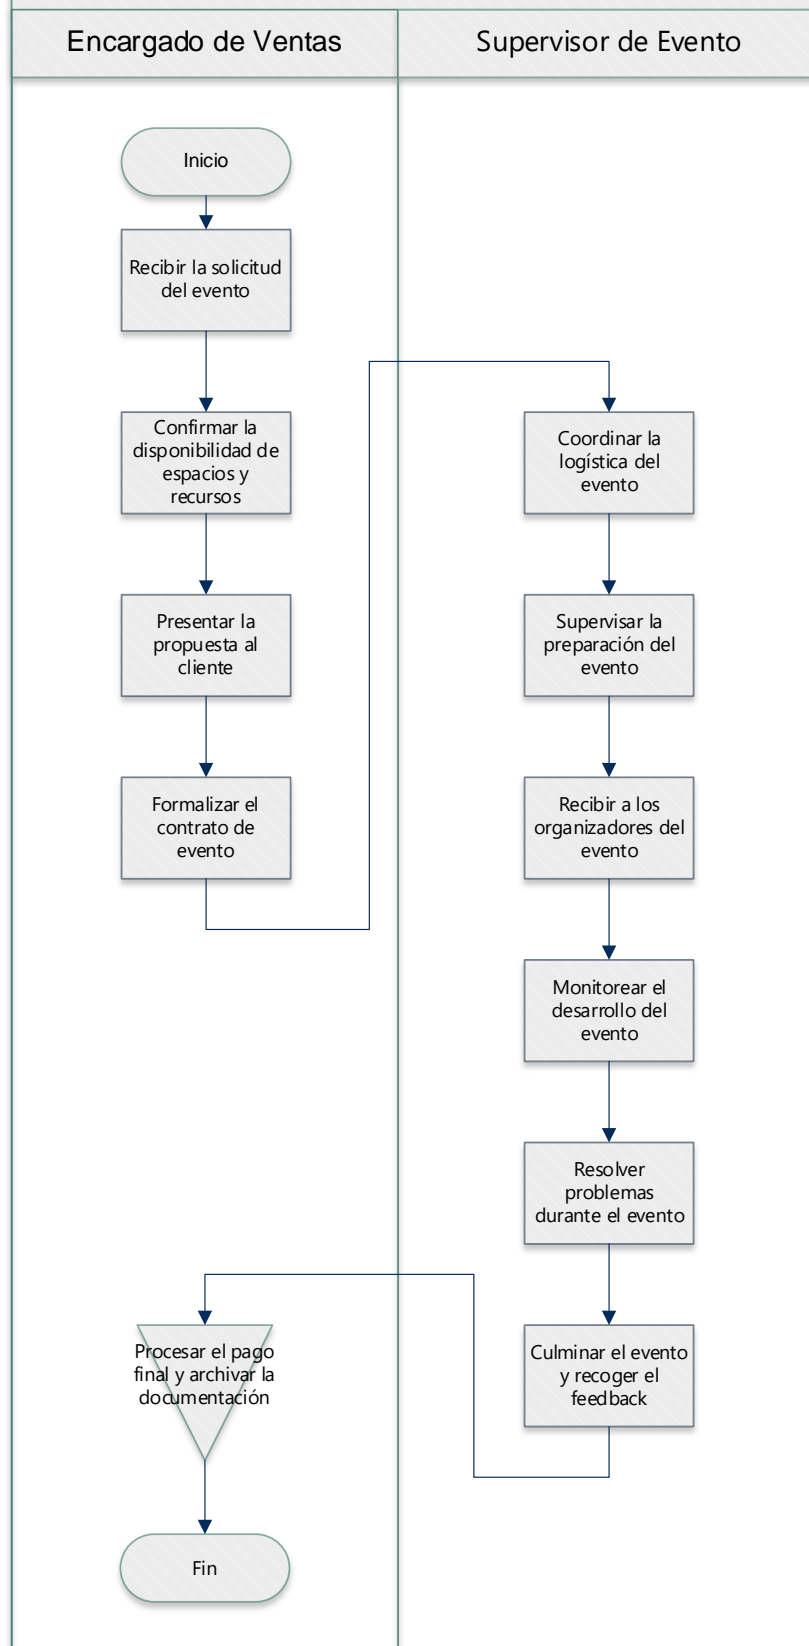 Encargado de Ventas
Supervisor de Evento
Inicio
Recibir la solicitud
del evento
Confirmar la
disponibilidad de
espacios y
recursos
Presentar la
propuesta al
cliente
Formalizar el
contrato de
evento
Coordinar la
logística del
evento
Supervisar la
preparación del
evento
Recibir a los
organizadores del
evento
Monitorear el
desarrollo del
evento
Resolver
problemas
durante el evento
Culminar el evento
y recoger el
feedback
Procesar el pago
final y archivar la
documentación
Fin